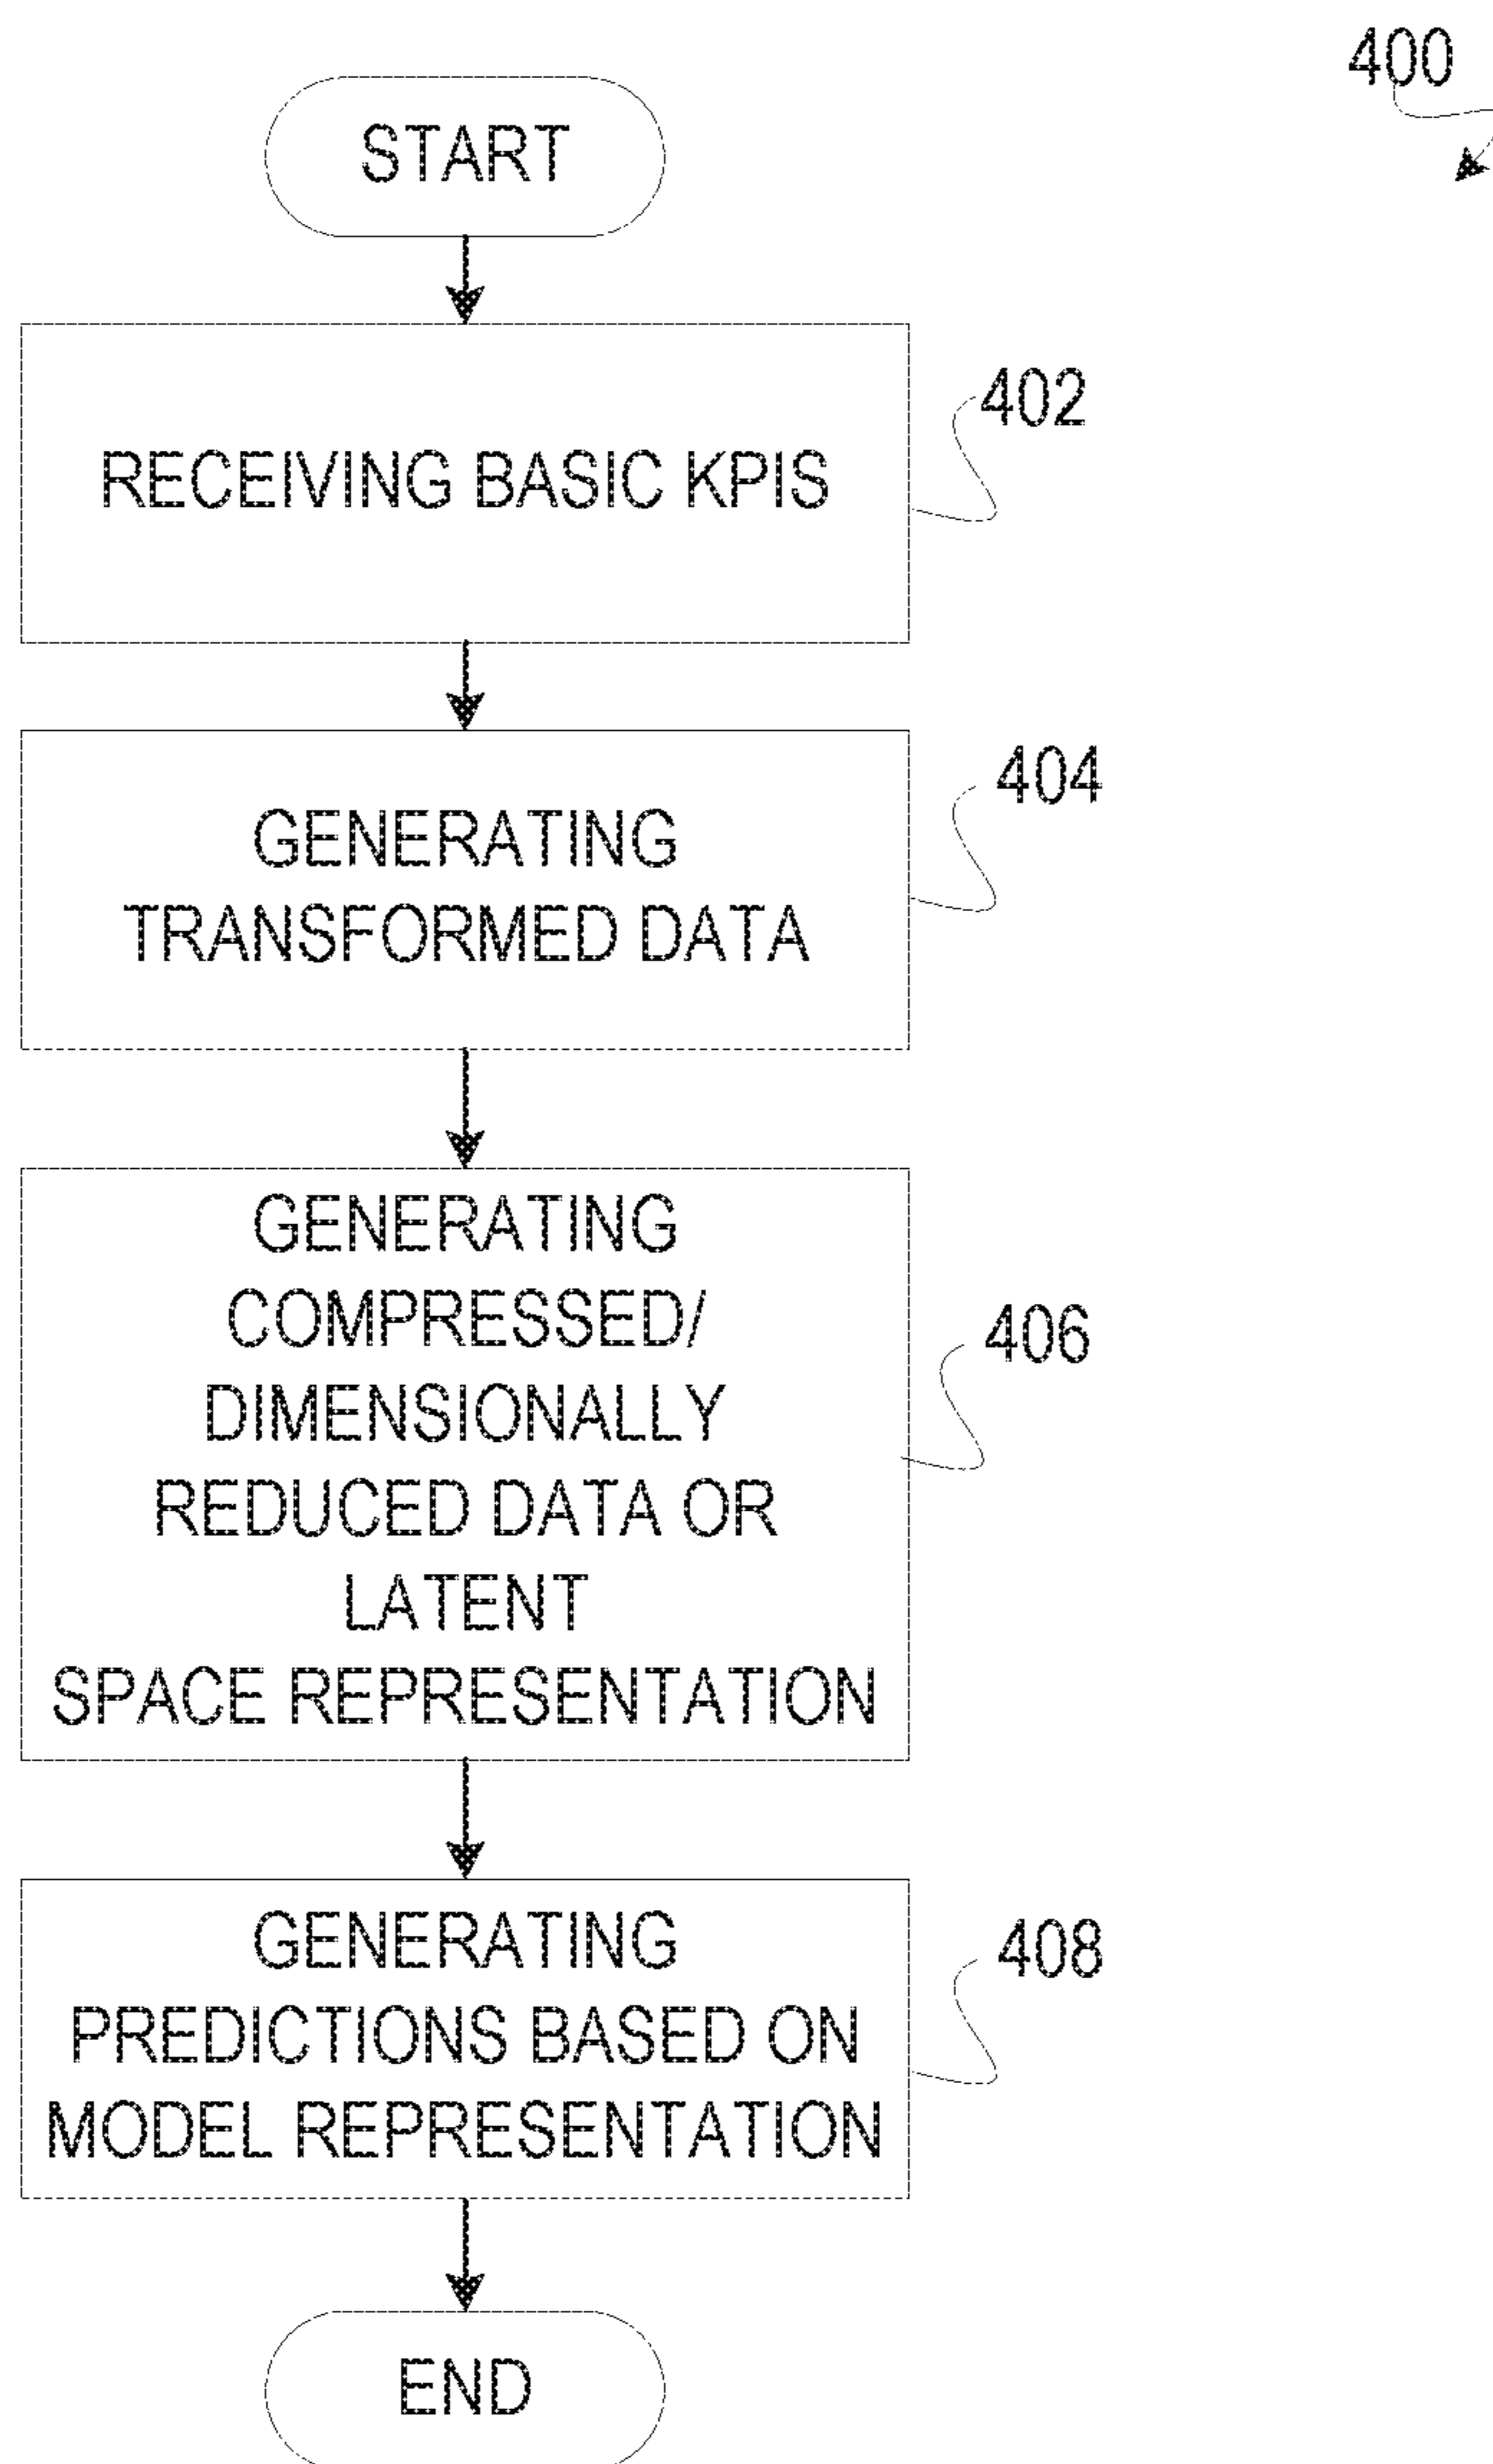 400
START
RECEIVING BASIC KPIS
402
GENERATING
TRANSFORMED DATA
404
GENERATING
COMPRESSED/
DIMENSIONALLY
REDUCED DATA OR
LATENT
SPACE REPRESENTATION
406
GENERATING
PREDICTIONS BASED ON
MODEL REPRESENTATION
408
END